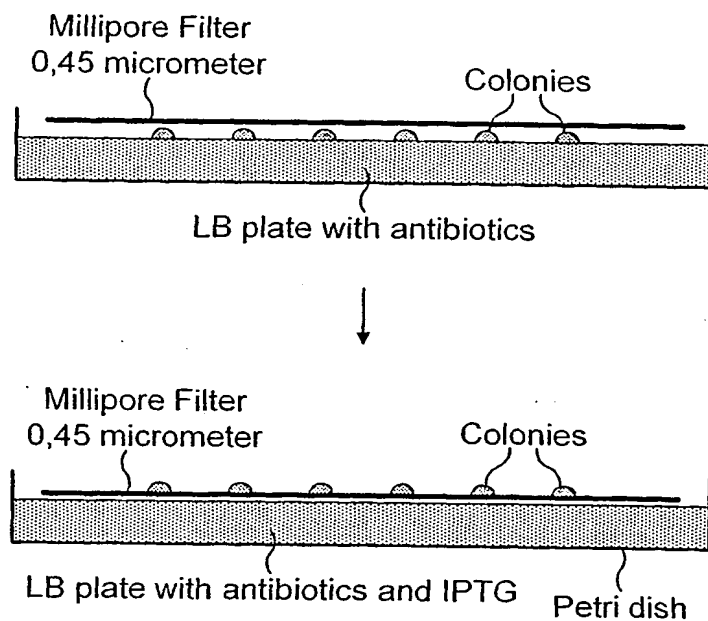 Millipore Filter
0,45 micrometer
Colonies
LB plate with antibiotics
Millipore Filter
0,45 micrometer
Colonies
LB plate with antibiotics and IPTG
Petri dish